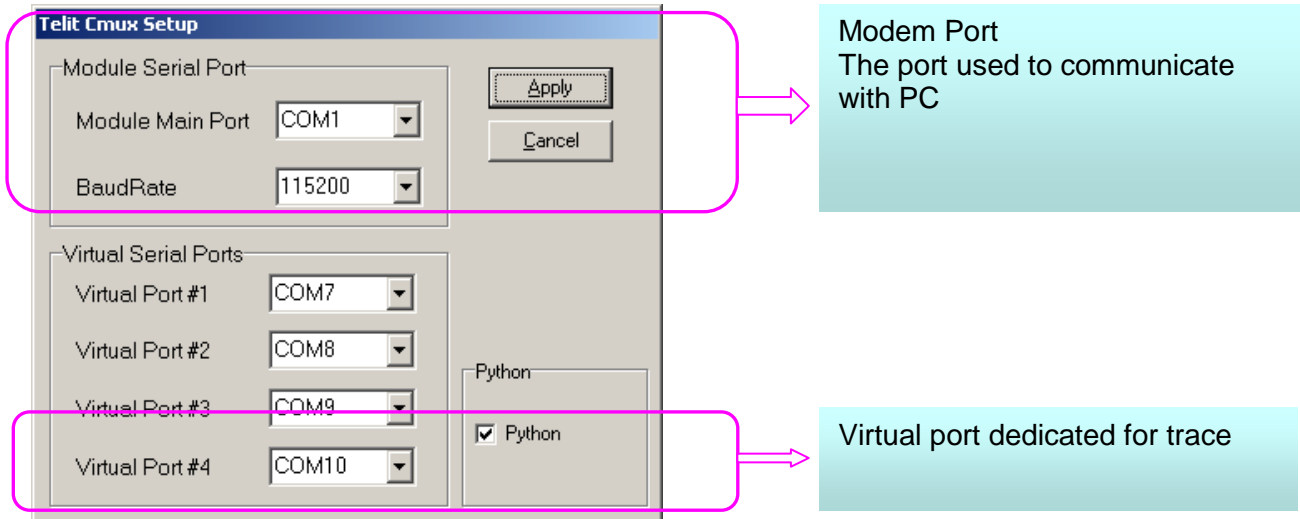 Telit Cmux Setup
Module Serial Port
Module Main Port COM1
BaudRate 115200
Apply
Cancel
Modem Port
The port used to communicate
with PC
Virtual Serial Ports
Virtual Port #1 COM7
Virtual Port #2 COM8
Virtual Port #3 COM9
Virtual Port #4 COM10
Python
Python
Virtual port dedicated for trace